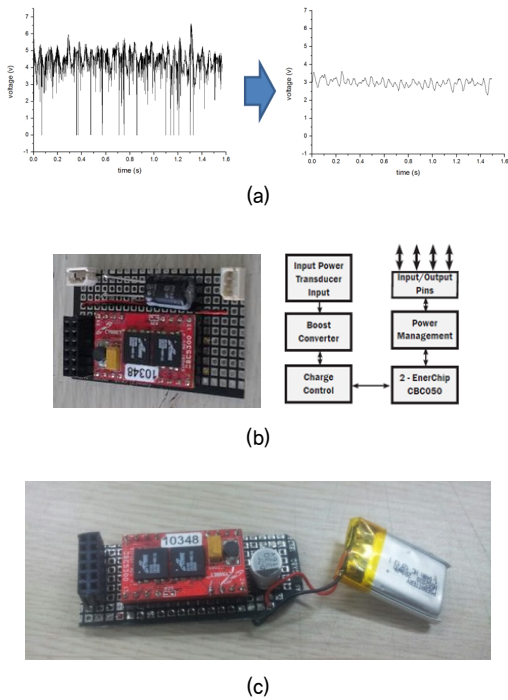 7
6
5
4
3
2
1
0
-1
voltage (v)
0.0 0.2 0.4 0.6 0.8 1.0 1.2 1.4 1.6
time (s)
7
6
5
4
3
2
1
0
-1
voltage (v)
0.0 0.2 0.4 0.6 0.8 1.0 1.2 1.4 1.6
time (s)
(a)
CBC5300
10348
Input Power
Transducer
Input
Boost
Converter
Charge
Control
Input/Output
Pins
Power
Management
2 - EnerChip
CBC050
(b)
10348
(c)